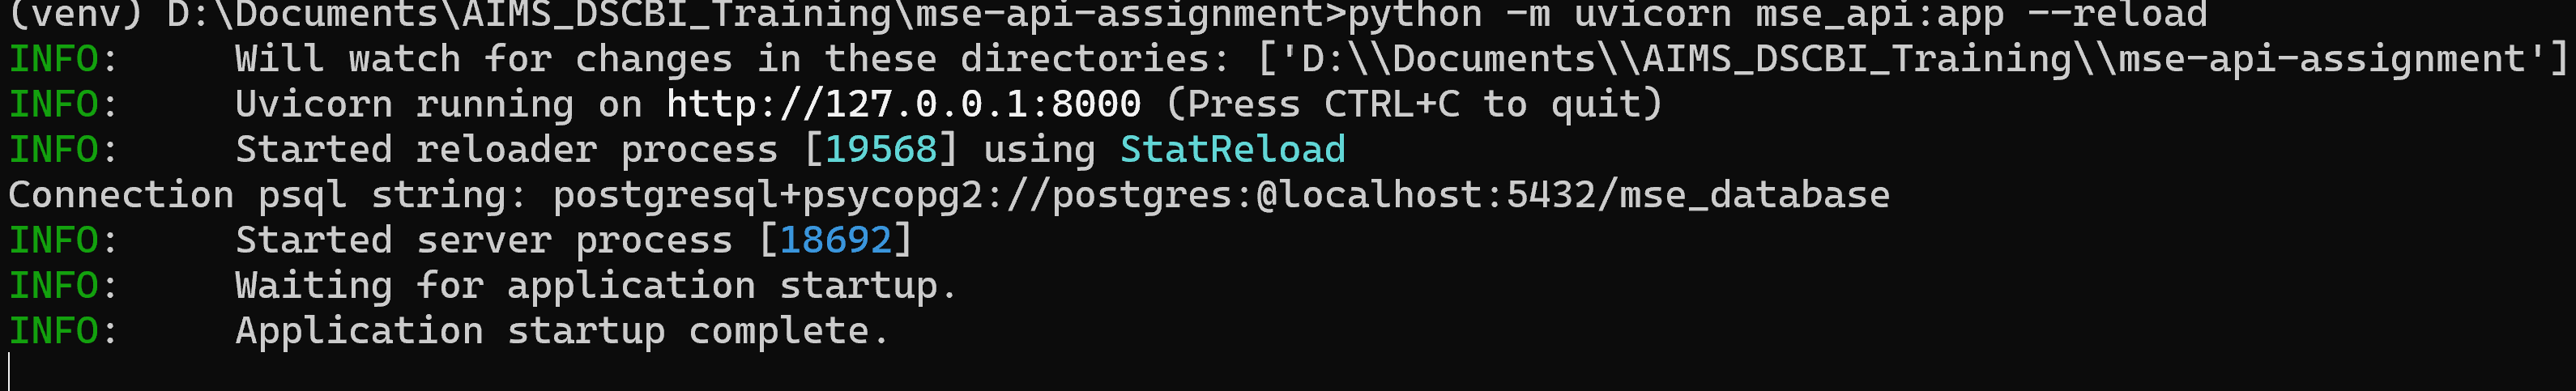 (venv) D:\Documents\AIMS_DSCBI_Training\mse-api-assignment>python -m uvicorn mse_api:app --reload
INFO:     Will watch for changes in these directories: ['D:\\Documents\\AIMS_DSCBI_Training\\mse-api-assignment']
INFO:     Uvicorn running on http://127.0.0.1:8000 (Press CTRL+C to quit)
INFO:     Started reloader process [19568] using StatReload
Connection psql string: postgresql+psycopg2://postgres:@localhost:5432/mse_database
INFO:     Started server process [18692]
INFO:     Waiting for application startup.
INFO:     Application startup complete.